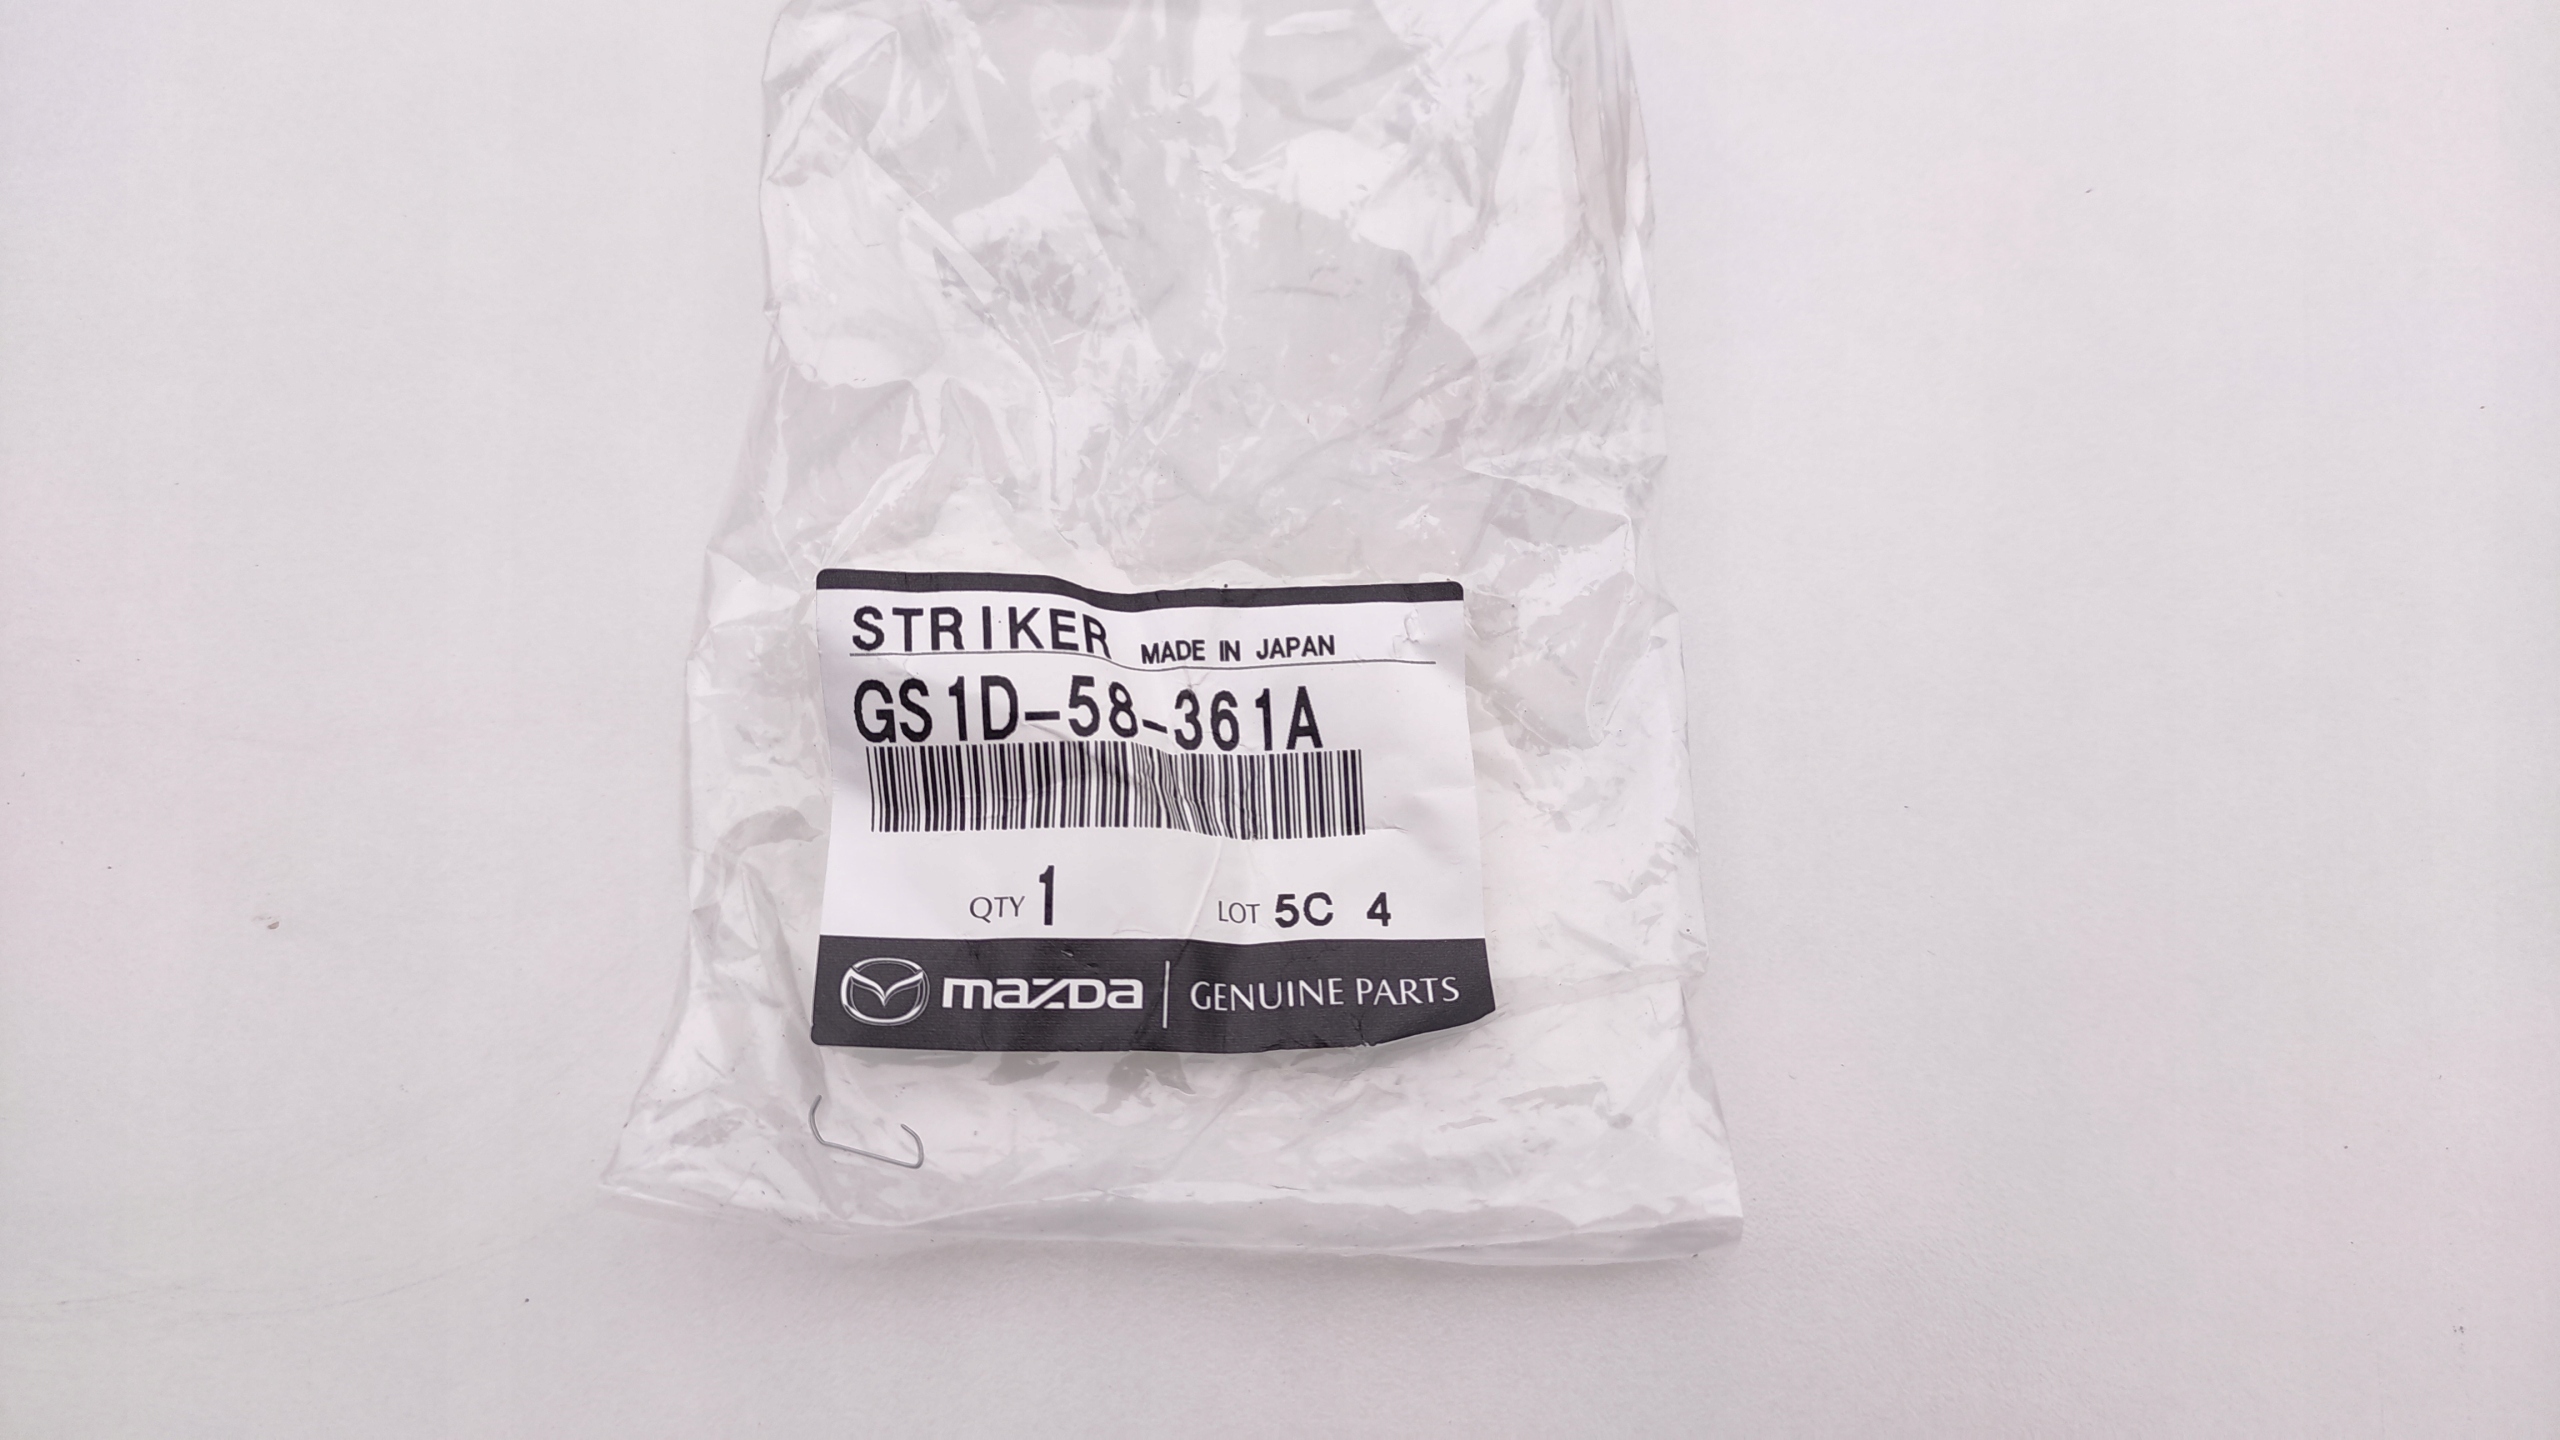 STRIKER MADE IN JAPAN
GS1D-58-361A
QTY 1 LOT 5C 4
mazda GENUINE PARTS